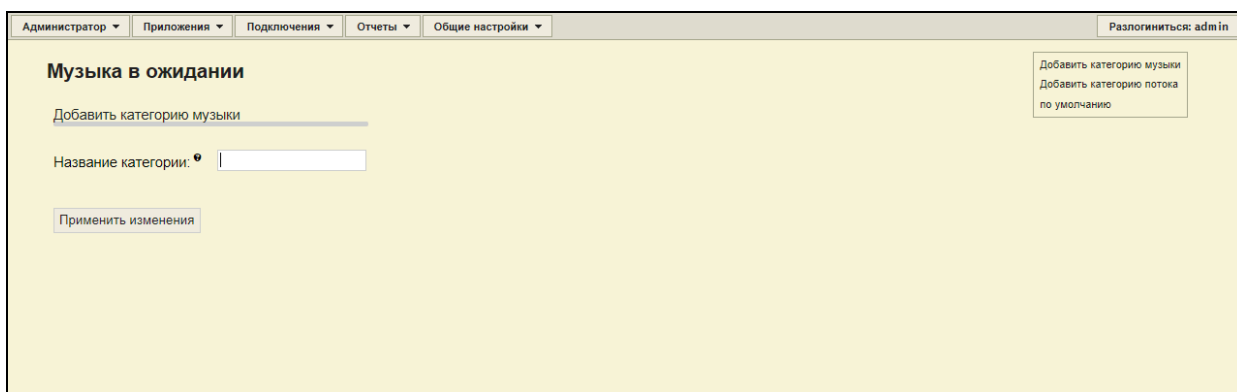 Администратор Приложения Подключения Отчеты Общие настройки Разлогиниться: admin
Музыка в ожидании
Добавить категорию музыки
Название категории:
Применить изменения
Добавить категорию музыки
Добавить категорию потока
по умолчанию